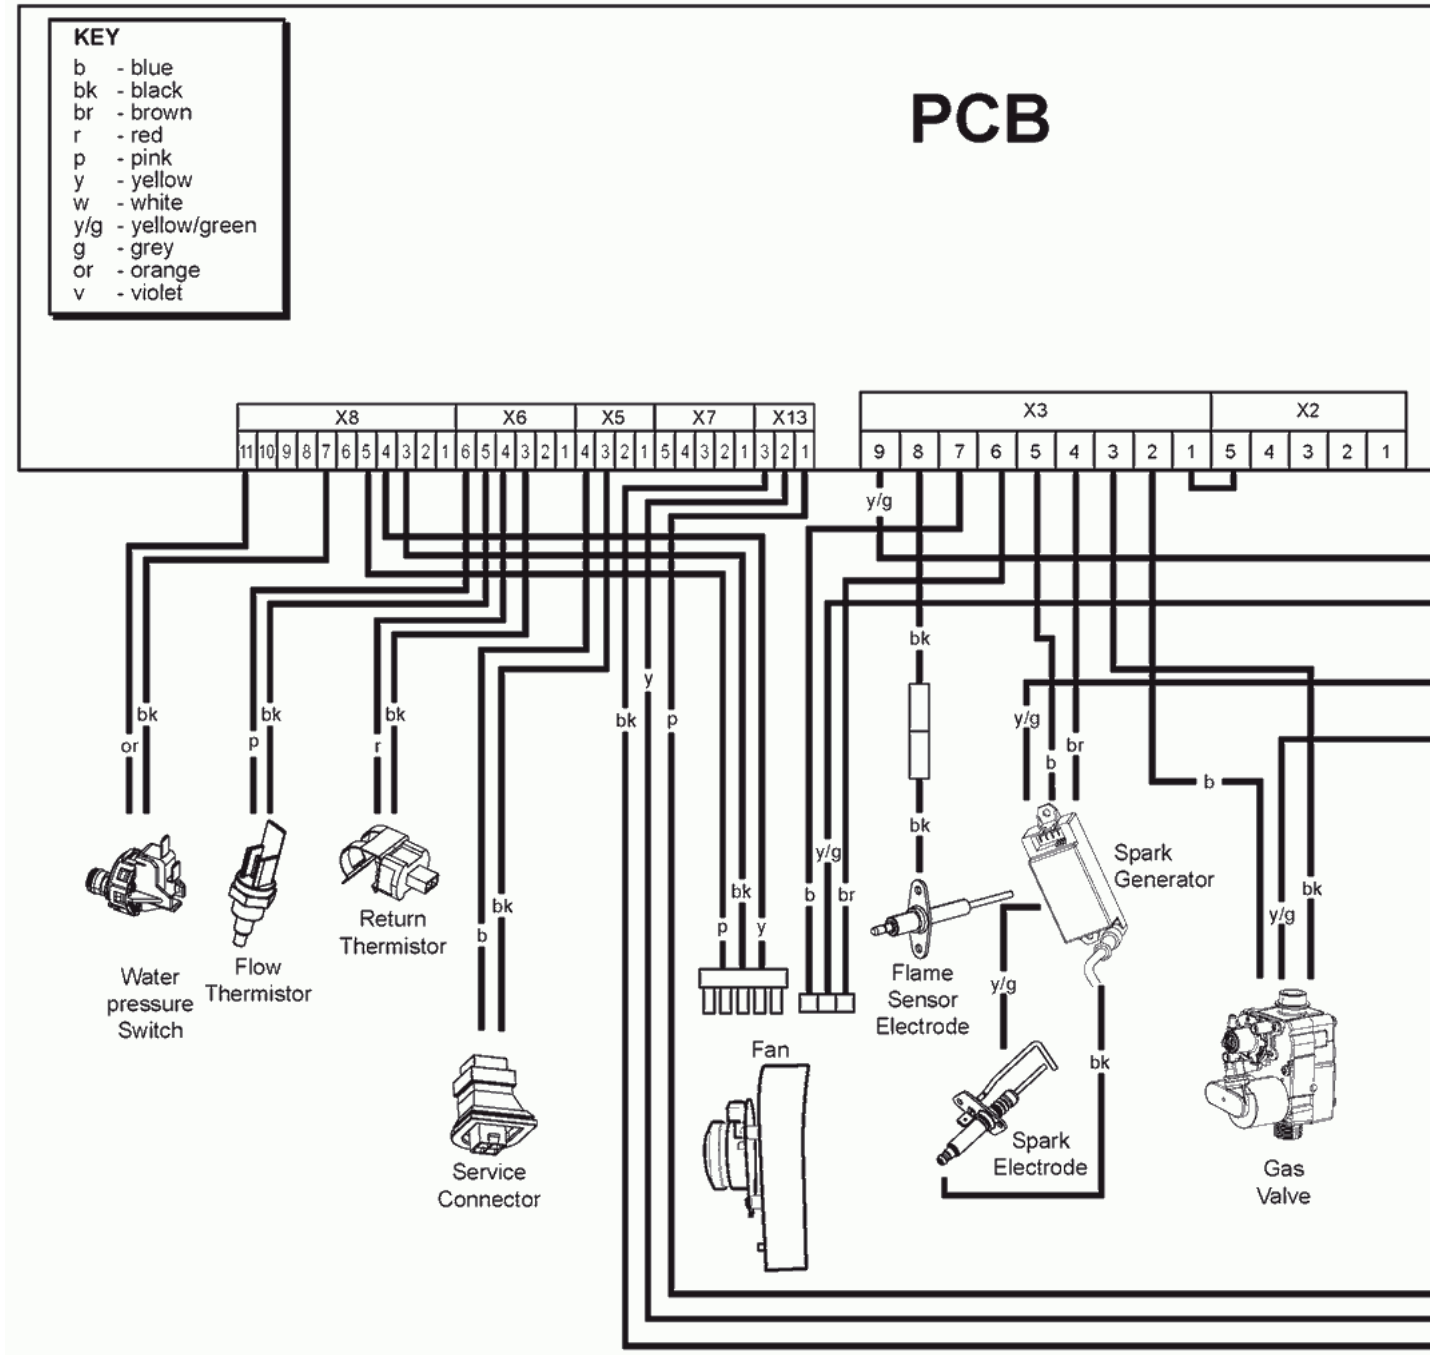 KEY
b - blue
bk - black
br - brown
r - red
p - pink
y - yellow
w - white
y/g - yellow/green
g - grey
or - orange
v - violet
PCB
X8 X6 X5 X7 X13 X3 X2
11 10 9 8 7 6 5 4 3 2 1 6 5 4 3 2 1 4 3 2 1 5 4 3 2 1 3 2 1 9 8 7 6 5 4 3 2 1 5 4 3 2 1
y/g
bk
y
bk p bk bk bk p y/g
or r br
b
b
bk
y/g
Spark
Generator
bk bk b br bk
Return
Thermistor
b p y y/g
Water
pressure
Switch
Flow
Thermistor
Flame
Sensor
Electrode
y/g
Fan
bk
Spark
Electrode
Service
Connector
Gas
Valve